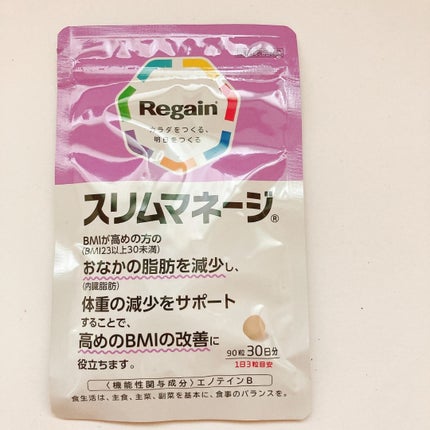 Regain®
カラダをつくる、
明日をつくる
スリムマネージ®
BMIが高めの方の
(BMI23以上30未満)
おなかの脂肪を減少し、
(内臓脂肪)
体重の減少をサポート
することで、
高めのBMIの改善に
役立ちます。
90粒30日分
1日3粒目安
〈機能性関与成分〉エノテインB
食生活は、主食、主菜、副菜を基本に、食事のバランスを。